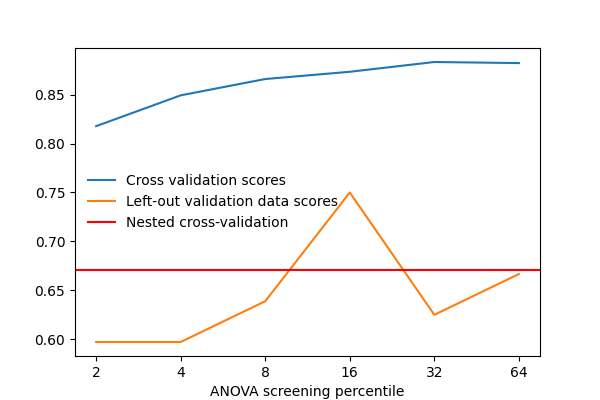 0.85
0.80
0.75
0.70
0.65
0.60
Cross validation scores
Left-out validation data scores
Nested cross-validation
2 4 8 16 32 64
ANOVA screening percentile